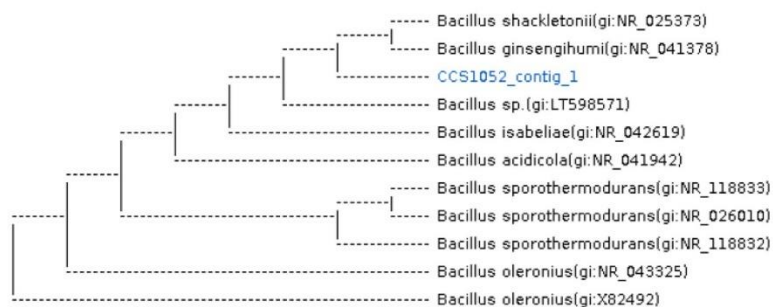 Bacillus shackletonii(gi:NR_025373)
Bacillus ginsengihumi(gi:NR_041378)
CCS1052_contig_1
Bacillus sp.(gi:LT598571)
Bacillus isabeliae(gi:NR_042619)
Bacillus acidicola(gi:NR_041942)
Bacillus sporothermodurans(gi:NR_118833)
Bacillus sporothermodurans(gi:NR_026010)
Bacillus sporothermodurans(gi:NR_118832)
Bacillus oleronius(gi:NR_043325)
Bacillus oleronius(gi:X82492)